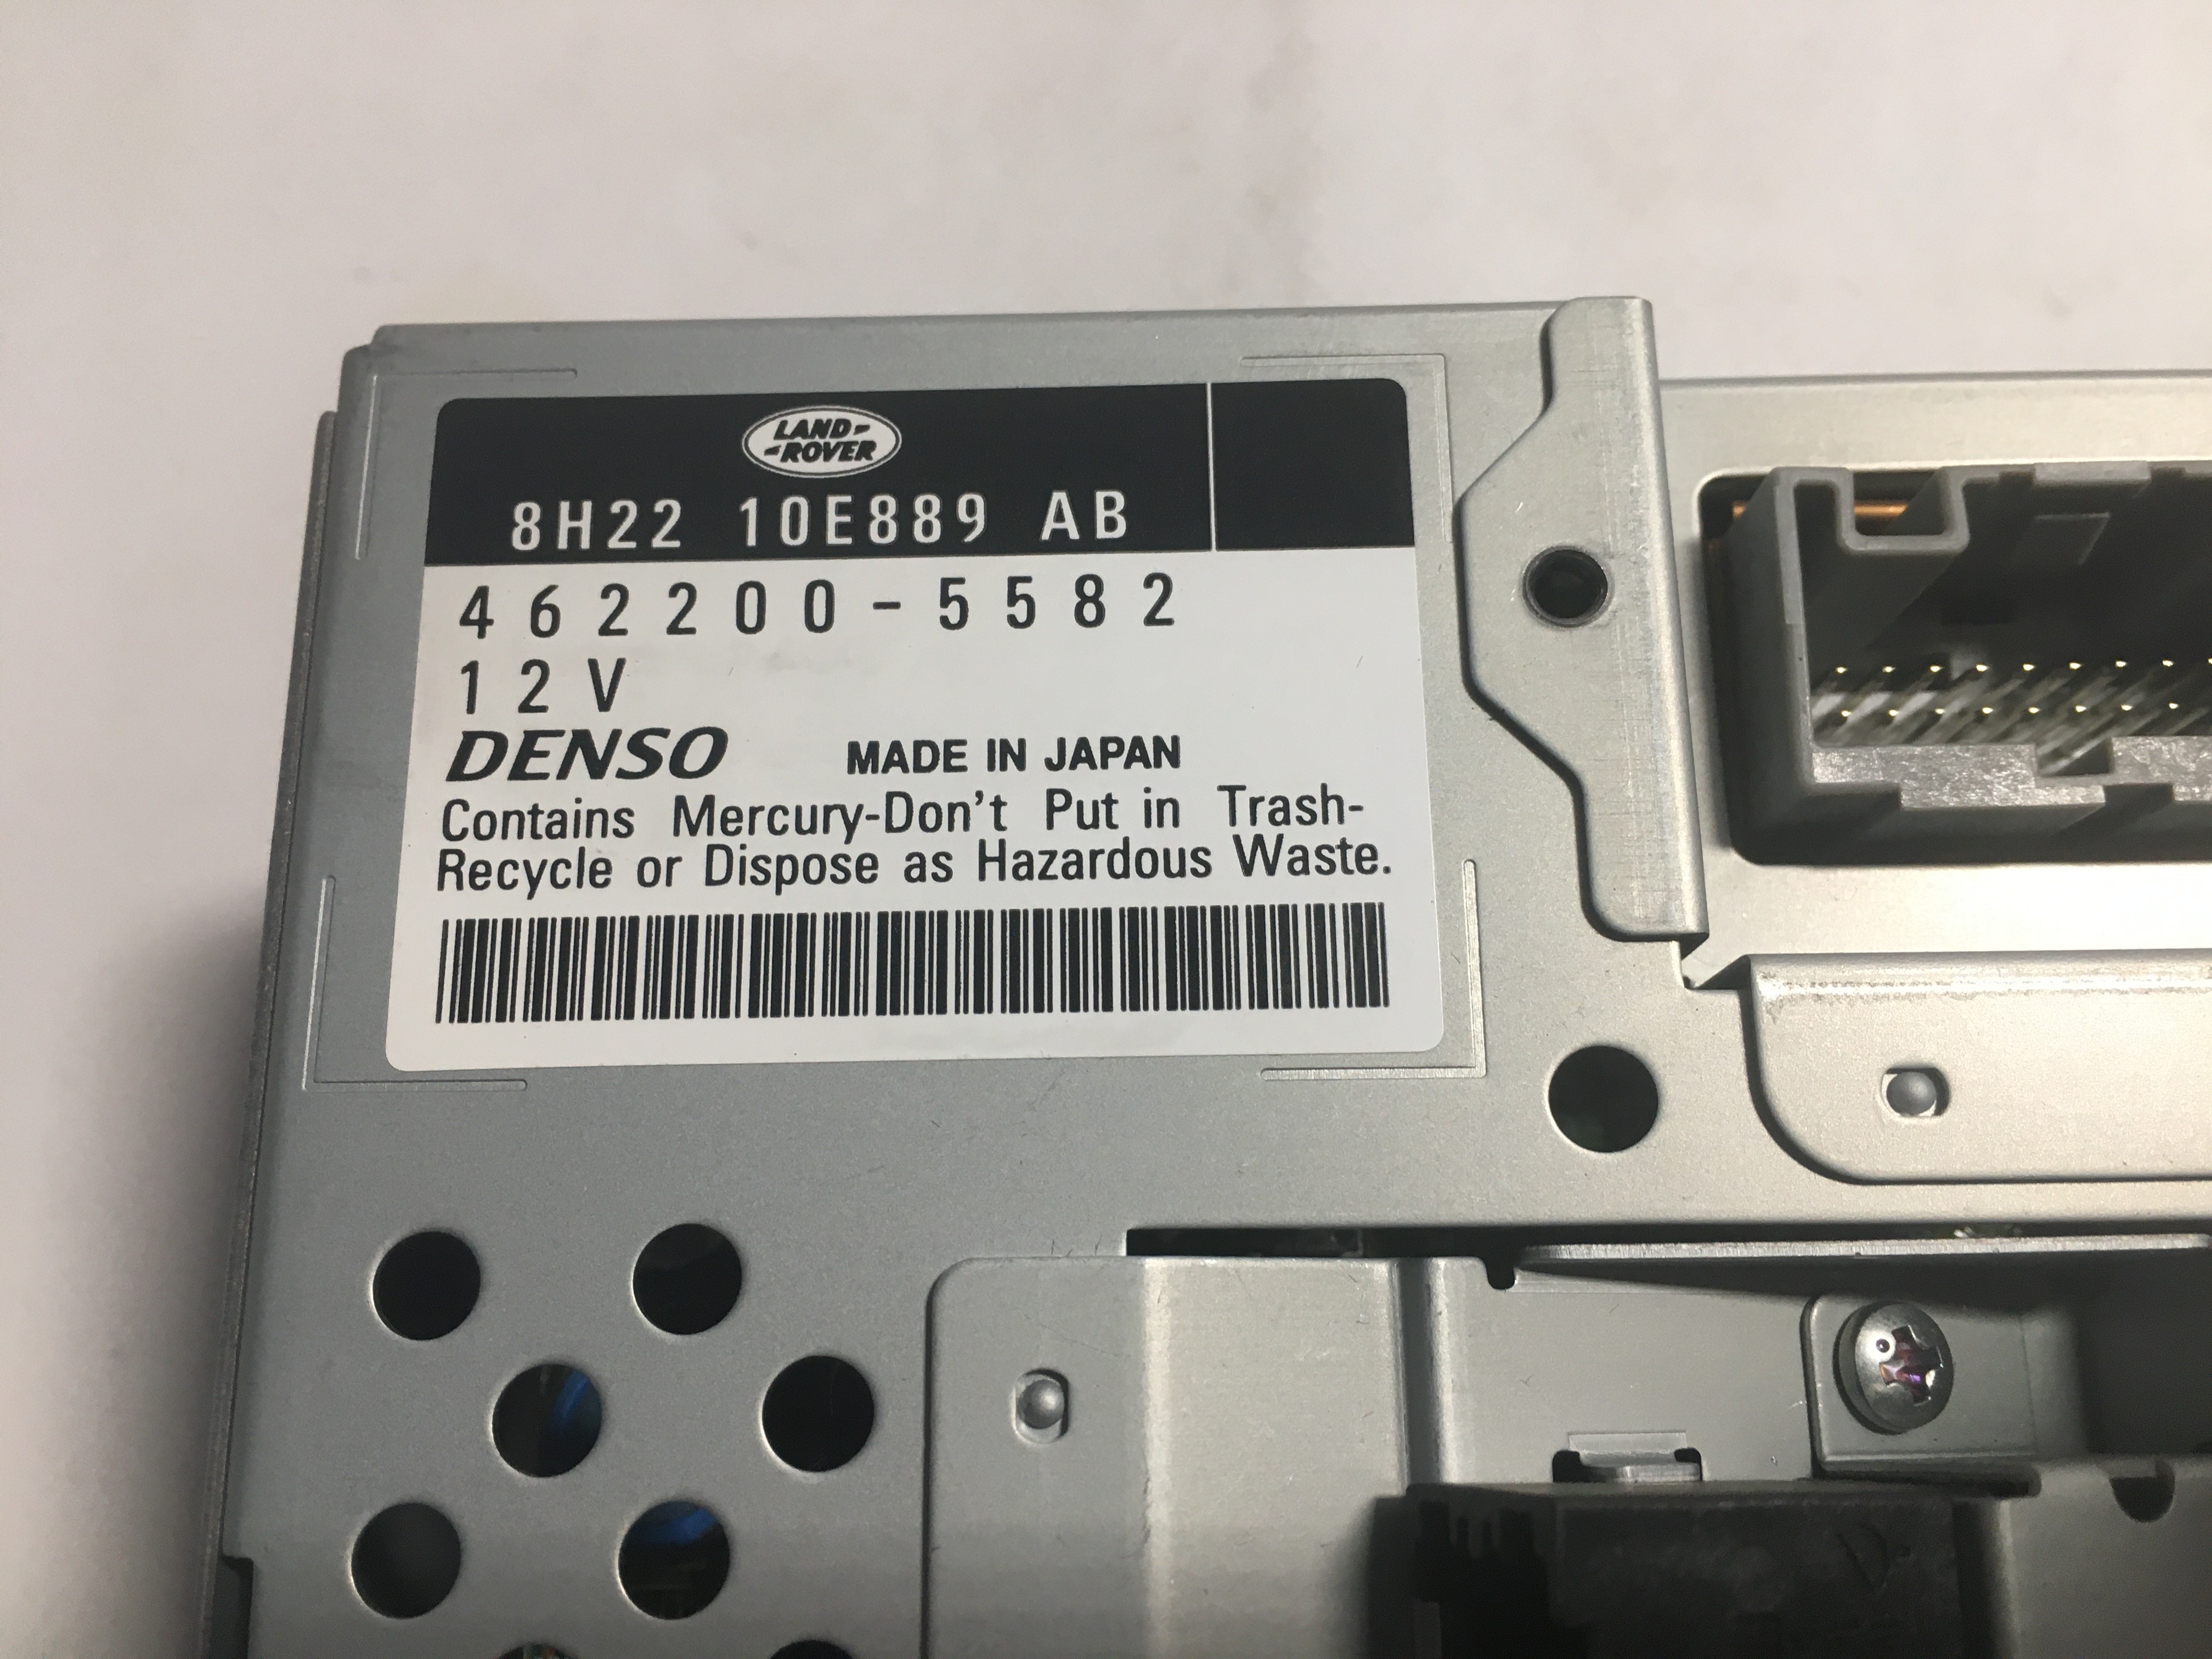 LAND-
-ROVER
8H22 10E889 AB
462200-5582
12V
DENSO MADE IN JAPAN
Contains Mercury-Don't Put in Trash-
Recycle or Dispose as Hazardous Waste.